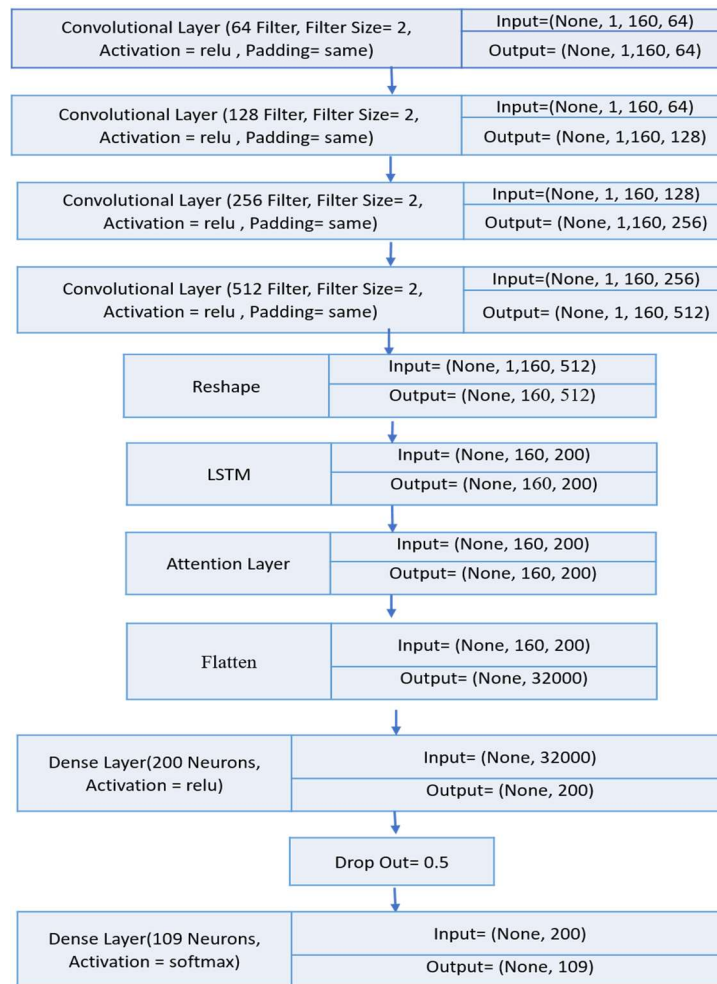 Convolutional Layer (64 Filter, Filter Size= 2,
Activation = relu , Padding= same)
Input=(None, 1, 160, 64)
Output= (None, 1,160, 64)
Convolutional Layer (128 Filter, Filter Size= 2,
Activation = relu , Padding= same)
Input=(None, 1, 160, 64)
Output= (None, 1,160, 128)
Convolutional Layer (256 Filter, Filter Size= 2,
Activation = relu , Padding= same)
Input=(None, 1, 160, 128)
Output= (None, 1,160, 256)
Convolutional Layer (512 Filter, Filter Size= 2,
Activation = relu , Padding= same)
Input=(None, 1, 160, 256)
Output= (None, 1, 160, 512)
Reshape
Input= (None, 1,160, 512)
Output= (None, 160, 512)
LSTM
Input= (None, 160, 200)
Output= (None, 160, 200)
Attention Layer
Input= (None, 160, 200)
Output= (None, 160, 200)
Flatten
Input= (None, 160, 200)
Output= (None, 32000)
Dense Layer(200 Neurons,
Activation = relu)
Input= (None, 32000)
Output= (None, 200)
Drop Out= 0.5
Dense Layer(109 Neurons,
Activation = softmax)
Input= (None, 200)
Output= (None, 109)